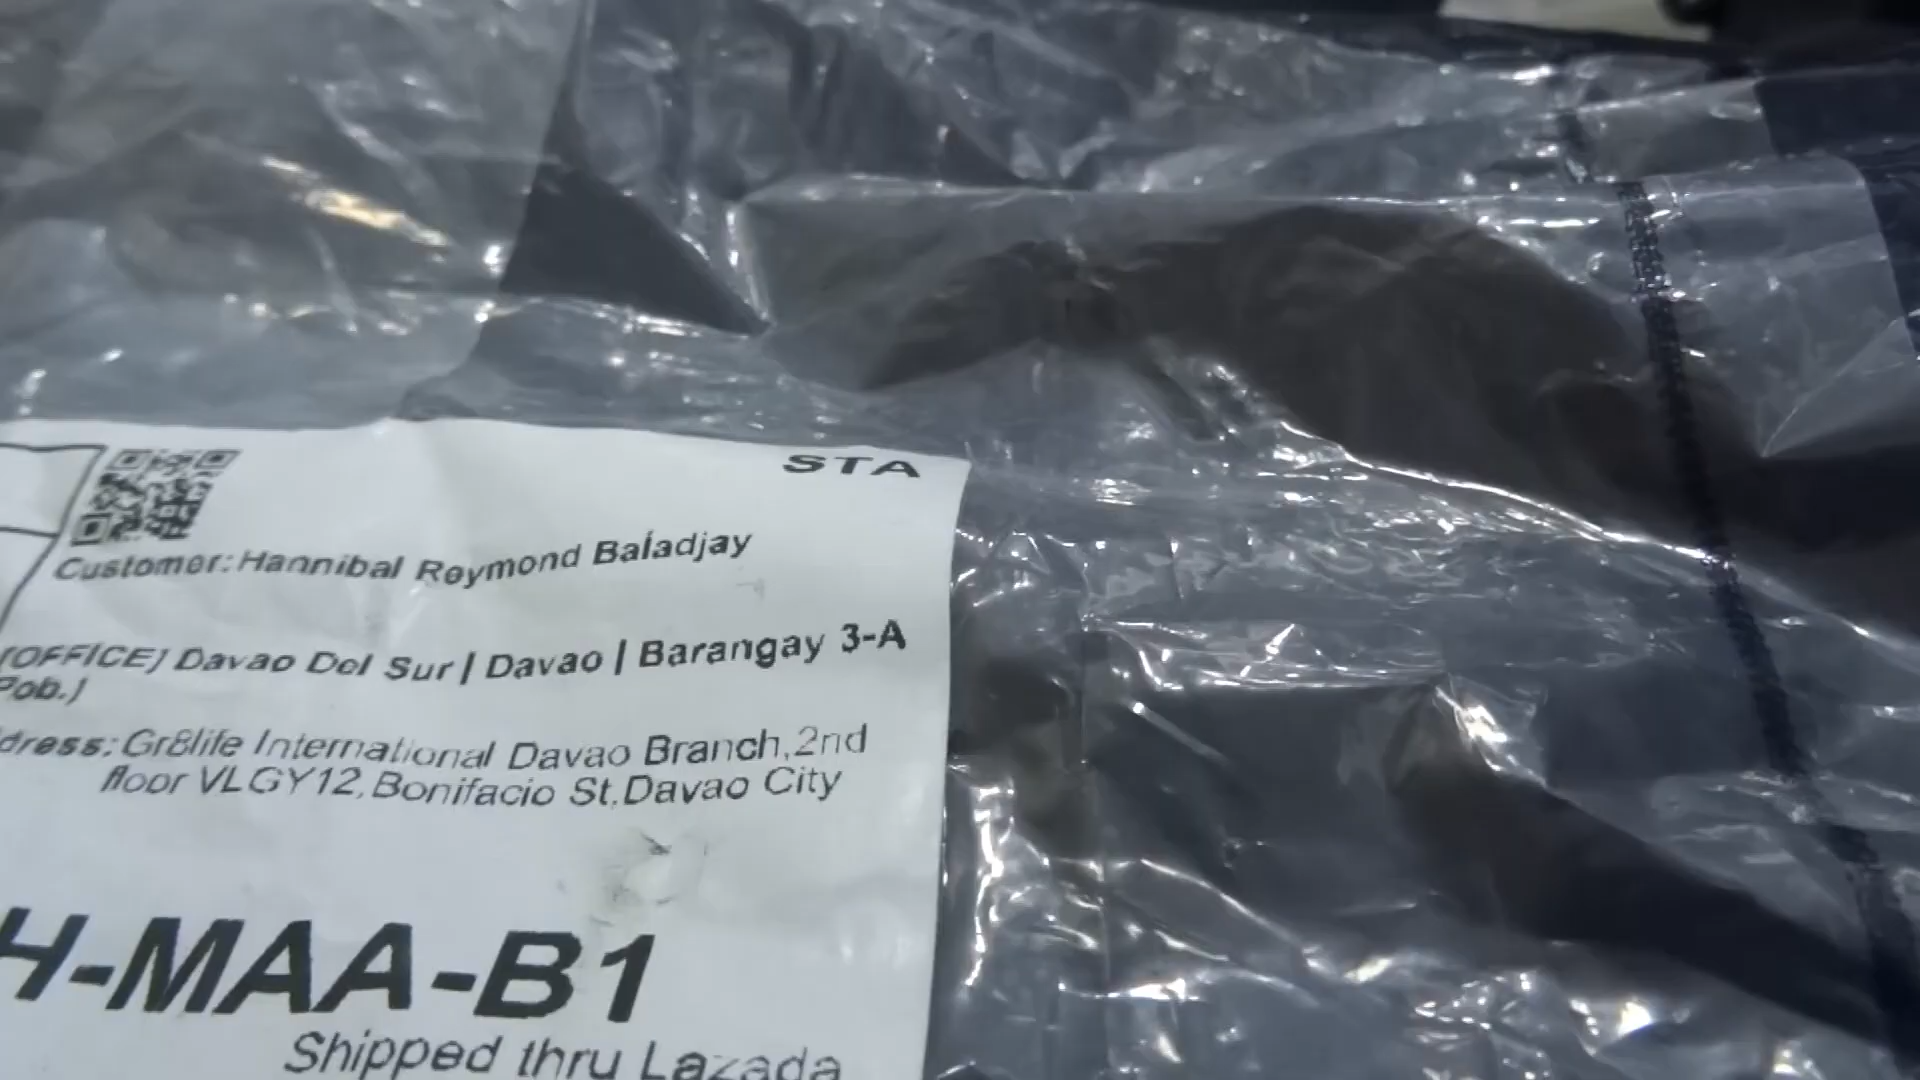 STA
Customer: Hannibal Reymond Baladjay
[OFFICE] Davao Del Sur | Davao | Barangay 3-A
Pob.)
dress: Gr8life International Davao Branch,2nd
floor VLGY12,Bonifacio St,Davao City
H-MAA-B1
Shipped thru Lazada